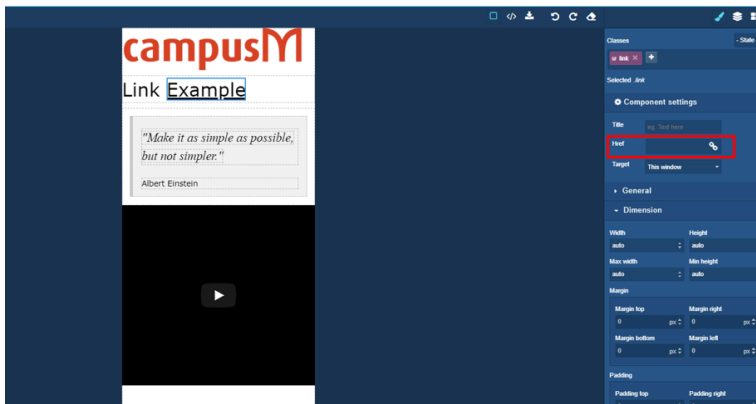 Classes
- State
link ×
Selected .link
campusM
Link Example
Component settings
Title
eg. Text here
Href
Target
This window
"Make it as simple as possible,
but not simpler."
Albert Einstein
General
Dimension
Width
Height
auto
auto
Max width
Min height
auto
auto
Margin
Margin top
Margin right
0 px
0 px
Margin bottom
Margin left
0 px
0 px
Padding
Padding top
Padding right